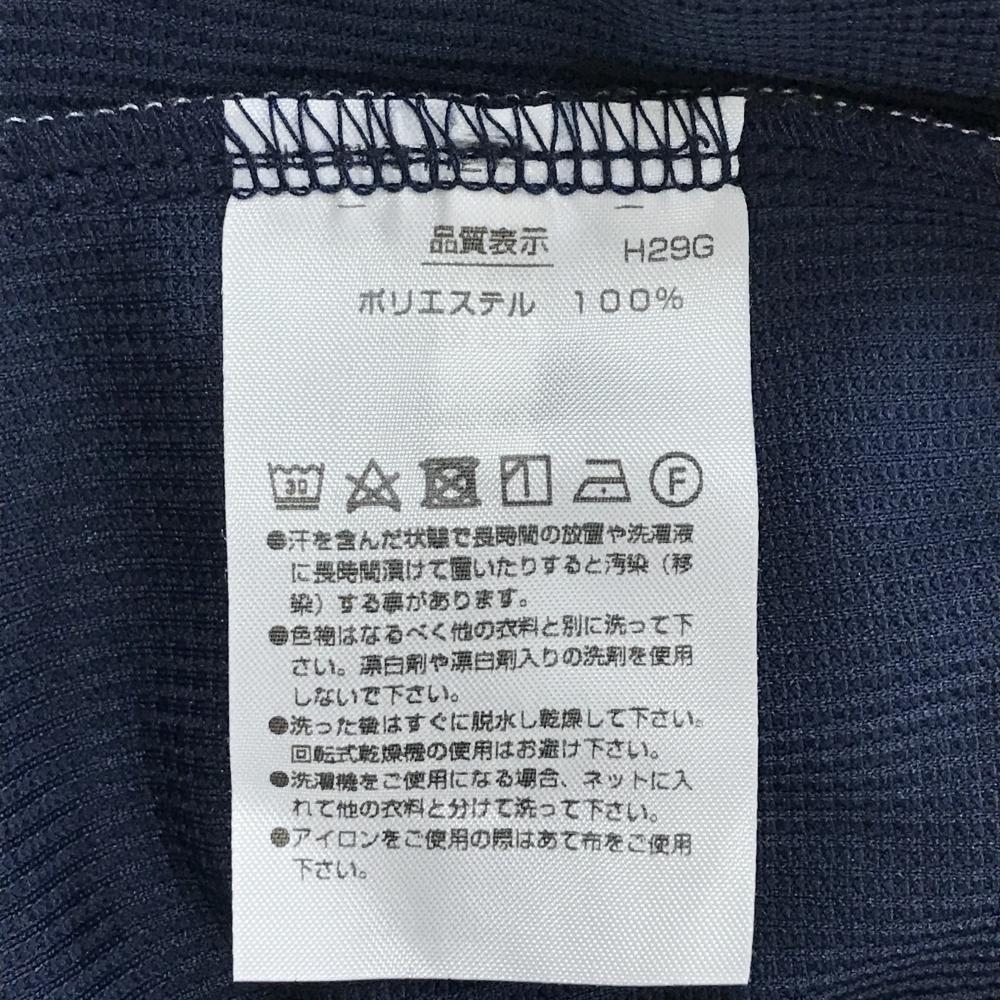 品質表示
H29G
ポリエステル 100%
30
F
●汗を含んだ状態で長時間の放置や洗濯液
に長時間漬けて置いたりすると汚染（移
染）する事があります。
●色物はなるべく他の衣料と別に洗って下
さい。漂白剤や漂白剤入りの洗剤を使用
しないで下さい。
●洗った後はすぐに脱水し乾燥して下さい。
回転式乾燥機の使用はお避け下さい。
●洗濯機をご使用になる場合、ネットに入
れて他の衣料と分けて洗って下さい。
●アイロンをご使用の際はあて布をご使用
下さい。